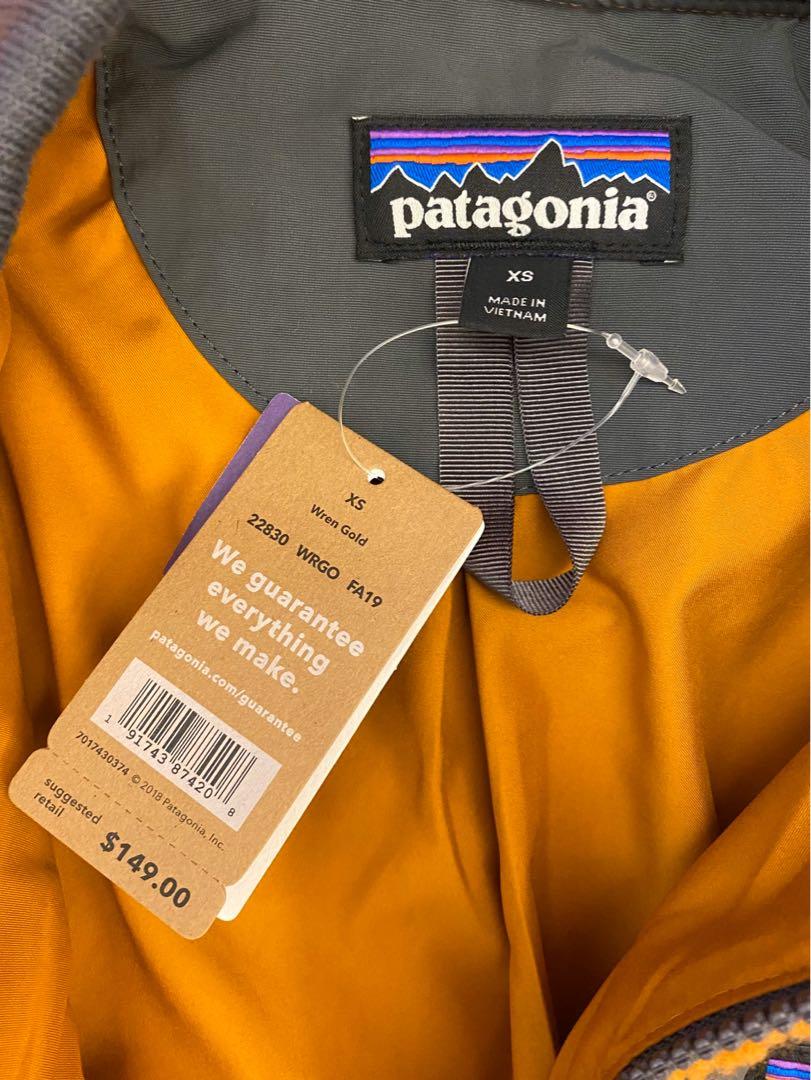 patagonia®
XS
MADE IN
VIETNAM
XS
Wren Gold
22830 WRGO FA19
We guarantee
everything
we make.
patagonia.com/guarantee
1 91743 87420 8
7017430374 © 2018 Patagonia, Inc.
suggested
retail
$149.00